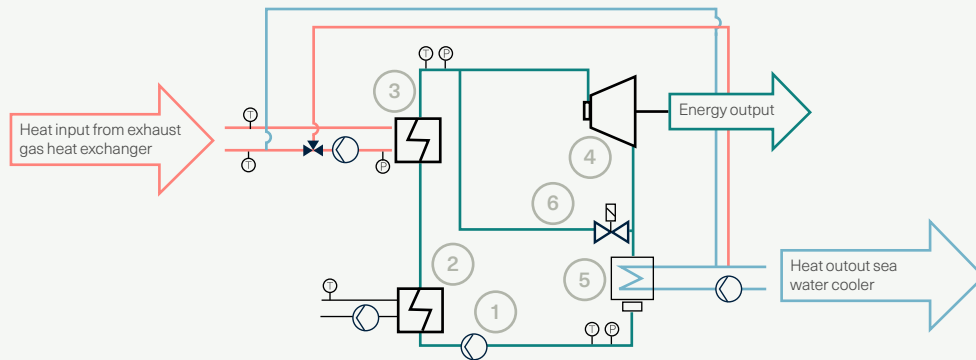 T
P
3
Energy output
Heat input from exhaust
gas heat exchanger
T
T
P
4
6
2
5
Heat outout sea
water cooler
T
1
T
P